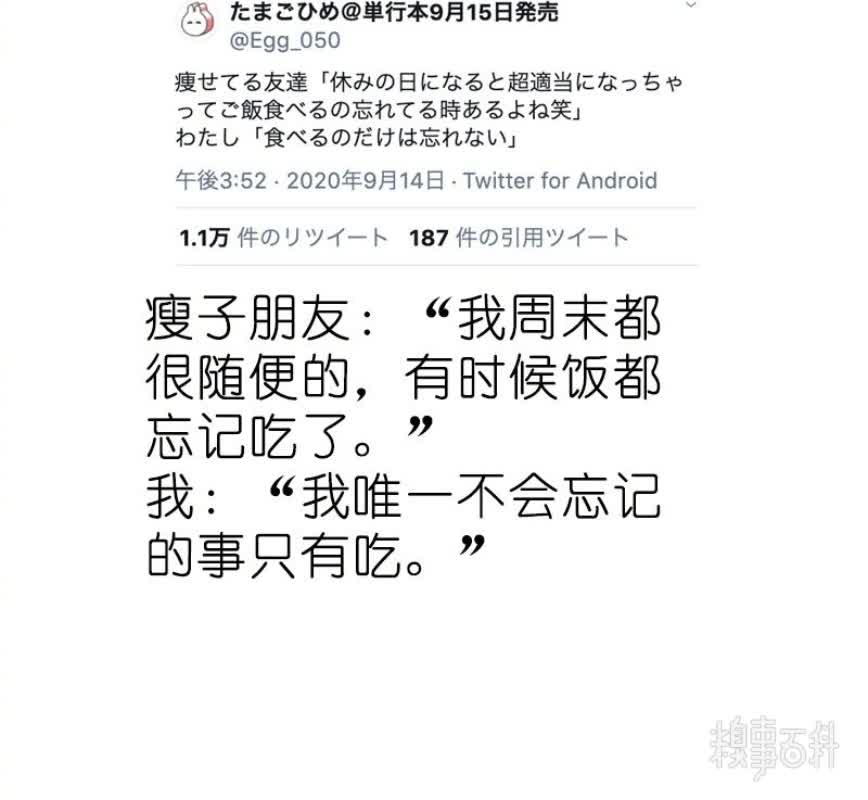 たまごひめ@単行本9月15日発売
@Egg_050
痩せてる友達「休みの日になると超適当になっちゃ
ってご飯食べるの忘れてる時あるよね笑」
わたし「食べるのだけは忘れない」
午後3:52 · 2020年9月14日 · Twitter for Android
1.1万 件のリツイート 187 件の引用ツイート
瘦子朋友：“我周末都
很随便的，有时候饭都
忘记吃了。”
我：“我唯一不会忘记
的事只有吃。”
糗事百科